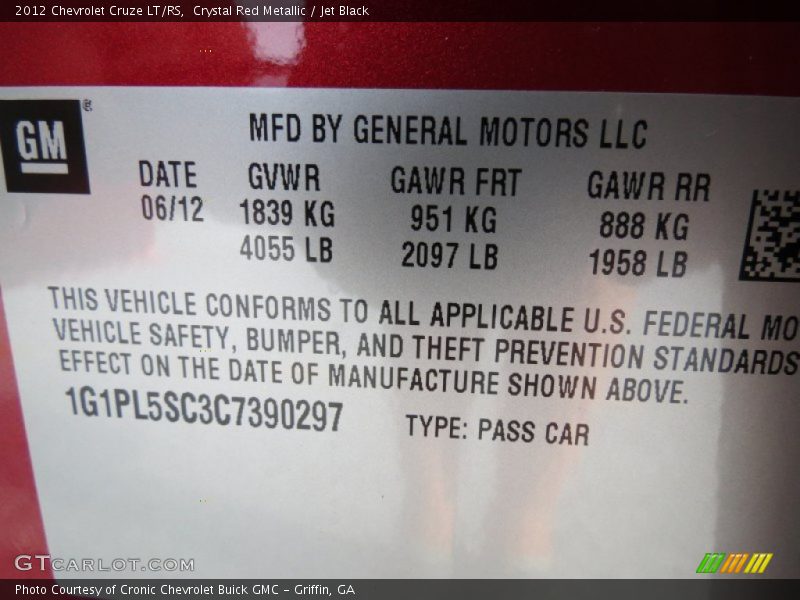 2012 Chevrolet Cruze LT/RS,  Crystal Red Metallic / Jet Black
GM®
MFD BY GENERAL MOTORS LLC
DATE GVWR GAWR FRT GAWR RR
06/12 1839 KG 951 KG 888 KG
4055 LB 2097 LB 1958 LB
THIS VEHICLE CONFORMS TO ALL APPLICABLE U.S. FEDERAL MO
VEHICLE SAFETY, BUMPER, AND THEFT PREVENTION STANDARDS
EFFECT ON THE DATE OF MANUFACTURE SHOWN ABOVE.
1G1PL5SC3C7390297 TYPE: PASS CAR
GTCARLOT.COM
Photo Courtesy of Cronic Chevrolet Buick GMC – Griffin, GA